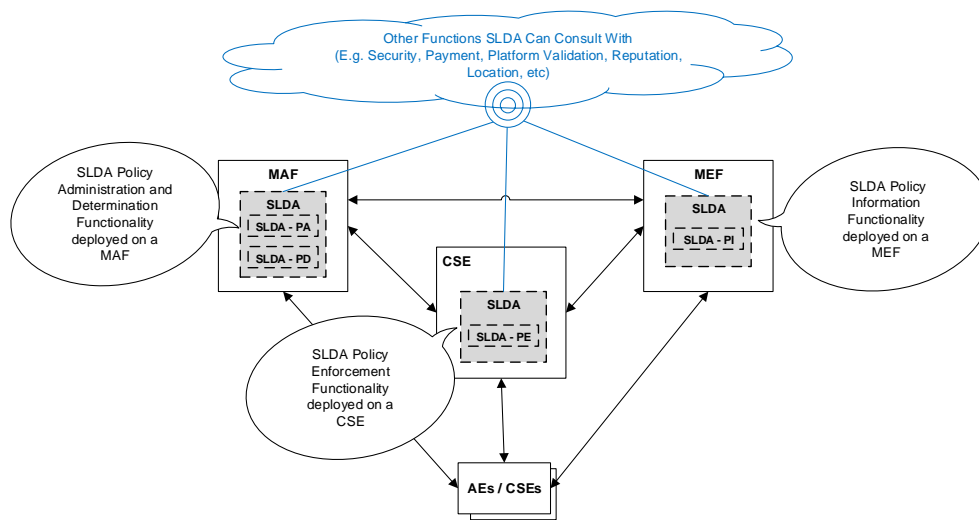 Other Functions SLDA Can Consult With
(E.g. Security, Payment, Platform Validation, Reputation,
Location, etc)
MAF
SLDA
SLDA - PA
SLDA - PD
SLDA Policy
Administration and
Determination
Functionality
deployed on a
MAF
MEF
SLDA
SLDA - PI
SLDA Policy
Information
Functionality
deployed on a
MEF
CSE
SLDA
SLDA - PE
SLDA Policy
Enforcement
Functionality
deployed on a
CSE
AEs / CSEs